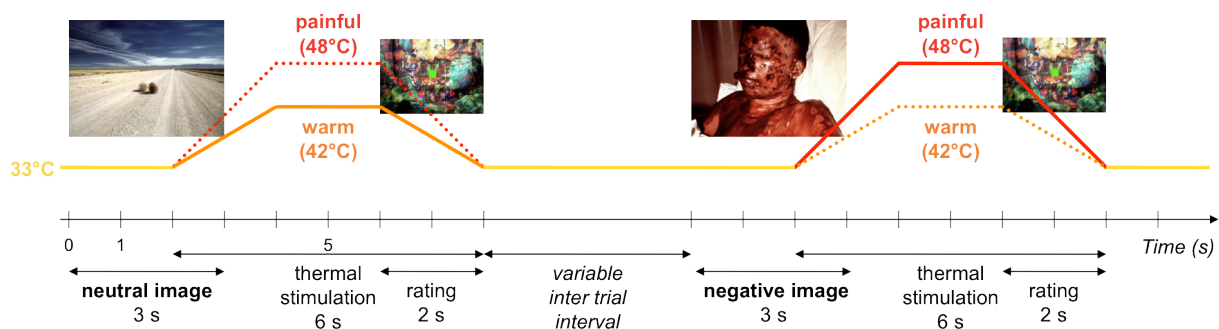 painful
(48°C)
painful
(48°C)
warm
(42°C)
warm
(42°C)
33°C
0
1
5
Time (s)
neutral image
3 s
thermal
stimulation
6 s
rating
2 s
variable
inter trial
interval
negative image
3 s
thermal
stimulation
6 s
rating
2 s